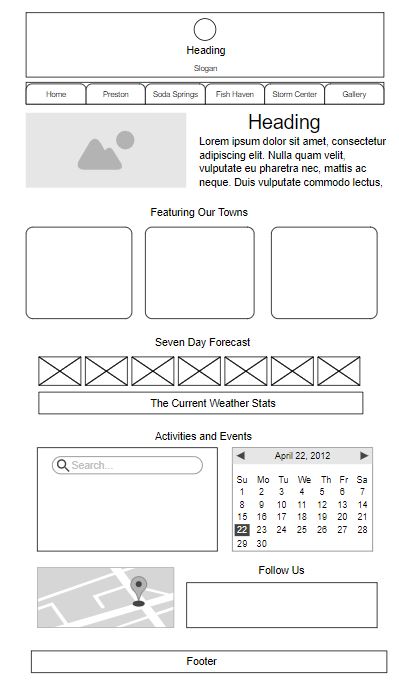 Heading
Slogan
Home Preston Soda Springs Fish Haven Storm Center Gallery
Heading
Lorem ipsum dolor sit amet, consectetur
adipiscing elit. Nulla quam velit,
vulputate eu pharetra nec, mattis ac
neque. Duis vulputate commodo lectus,
Featuring Our Towns
Seven Day Forecast
The Current Weather Stats
Activities and Events
Search...
April 22, 2012
Su Mo Tu We Th Fr Sa
1 2 3 4 5 6 7
8 9 10 11 12 13 14
15 16 17 18 19 20 21
22 23 24 25 26 27 28
29 30
Follow Us
Footer